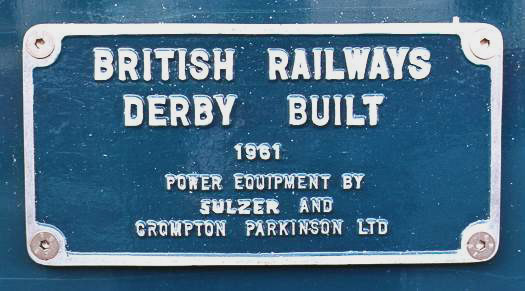 BRITISH RAILWAYS
DERBY BUILT
1961
POWER EQUIPMENT BY
SULZER AND
CROMPTON PARKINSON LTD